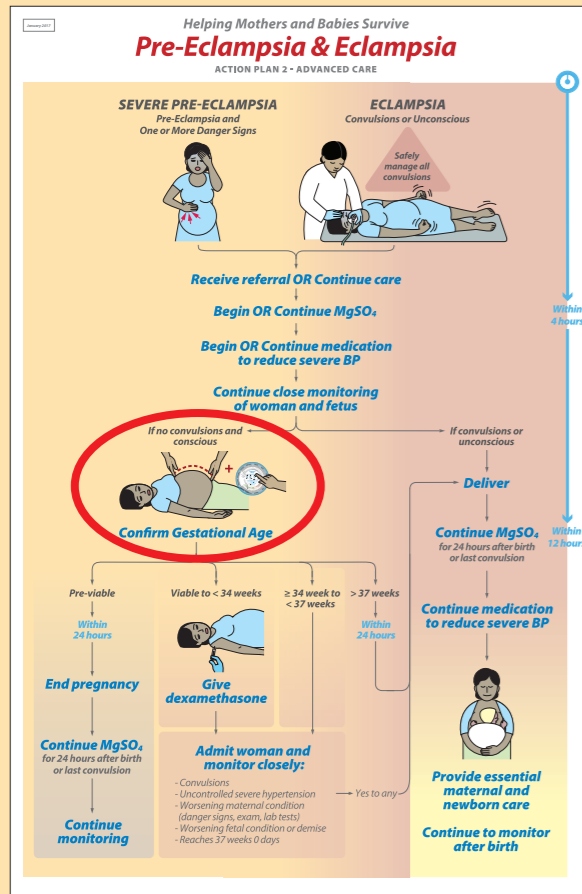 January 2017
Helping Mothers and Babies Survive
Pre-Eclampsia & Eclampsia
ACTION PLAN 2 - ADVANCED CARE
SEVERE PRE-ECLAMPSIA
Pre-Eclampsia and
One or More Danger Signs
ECLAMPSIA
Convulsions or Unconscious
Safely
manage all
convulsions
Receive referral OR Continue care
Begin OR Continue MgSO₄
Begin OR Continue medication
to reduce severe BP
Continue close monitoring
of woman and fetus
Within
4 hours
If no convulsions and
conscious
+
Confirm Gestational Age
If convulsions or
unconscious
Deliver
Continue MgSO₄
for 24 hours after birth
or last convulsion
Within
12 hours
Continue medication
to reduce severe BP
Provide essential
maternal and
newborn care
Continue to monitor
after birth
Pre-viable
Within
24 hours
End pregnancy
Continue MgSO₄
for 24 hours after birth
or last convulsion
Continue
monitoring
Viable to < 34 weeks
Give
dexamethasone
≥ 34 week to
< 37 weeks
> 37 weeks
Within
24 hours
Admit woman and
monitor closely:
- Convulsions
- Uncontrolled severe hypertension
- Worsening maternal condition
(danger signs, exam, lab tests)
- Worsening fetal condition or demise
- Reaches 37 weeks 0 days
Yes to any